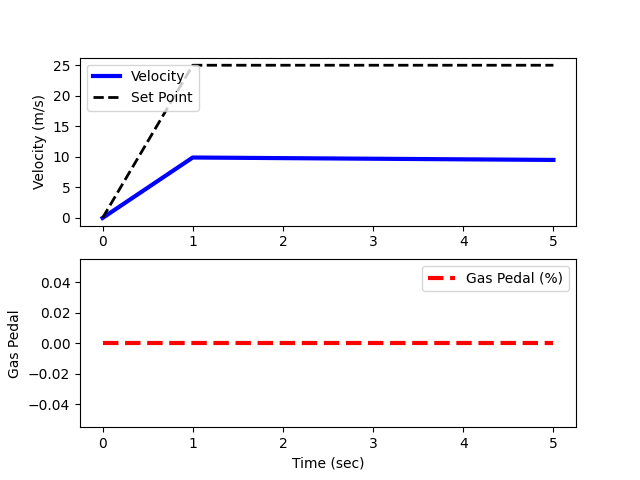 25
20
15
10
5
0
Velocity (m/s)
Velocity
Set Point
0 1 2 3 4 5
0.04
0.02
0.00
−0.02
−0.04
Gas Pedal
Gas Pedal (%)
0 1 2 3 4 5
Time (sec)